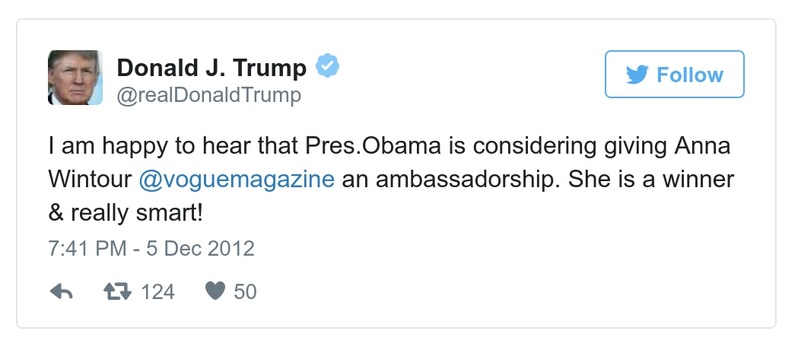 Donald J. Trump
@realDonaldTrump
Follow
I am happy to hear that Pres.Obama is considering giving Anna
Wintour @voguemagazine an ambassadorship. She is a winner
& really smart!
7:41 PM - 5 Dec 2012
124 50